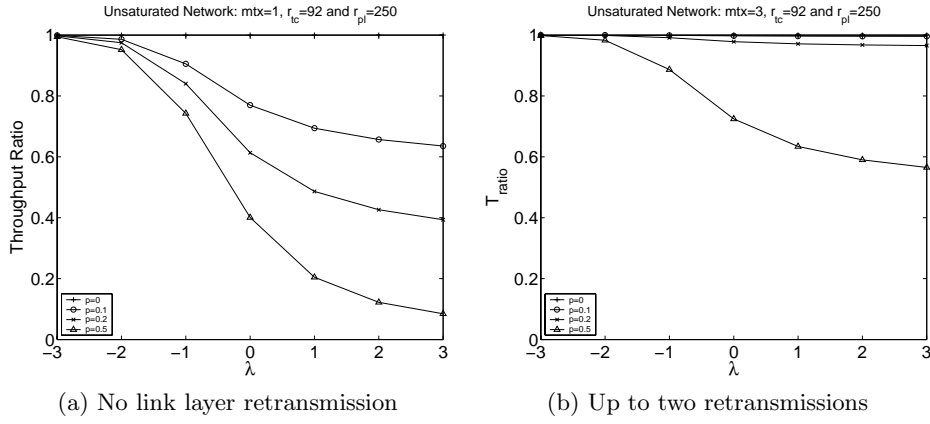 Unsaturated Network: mtx=1, r_tc=92 and r_pl=250
Throughput Ratio
1
0.8
0.6
0.4
0.2
0
p=0
p=0.1
p=0.2
p=0.5
−3 −2 −1 0 1 2 3
λ
(a) No link layer retransmission
Unsaturated Network: mtx=3, r_tc=92 and r_pl=250
T_ratio
1
0.8
0.6
0.4
0.2
0
p=0
p=0.1
p=0.2
p=0.5
−3 −2 −1 0 1 2 3
λ
(b) Up to two retransmissions